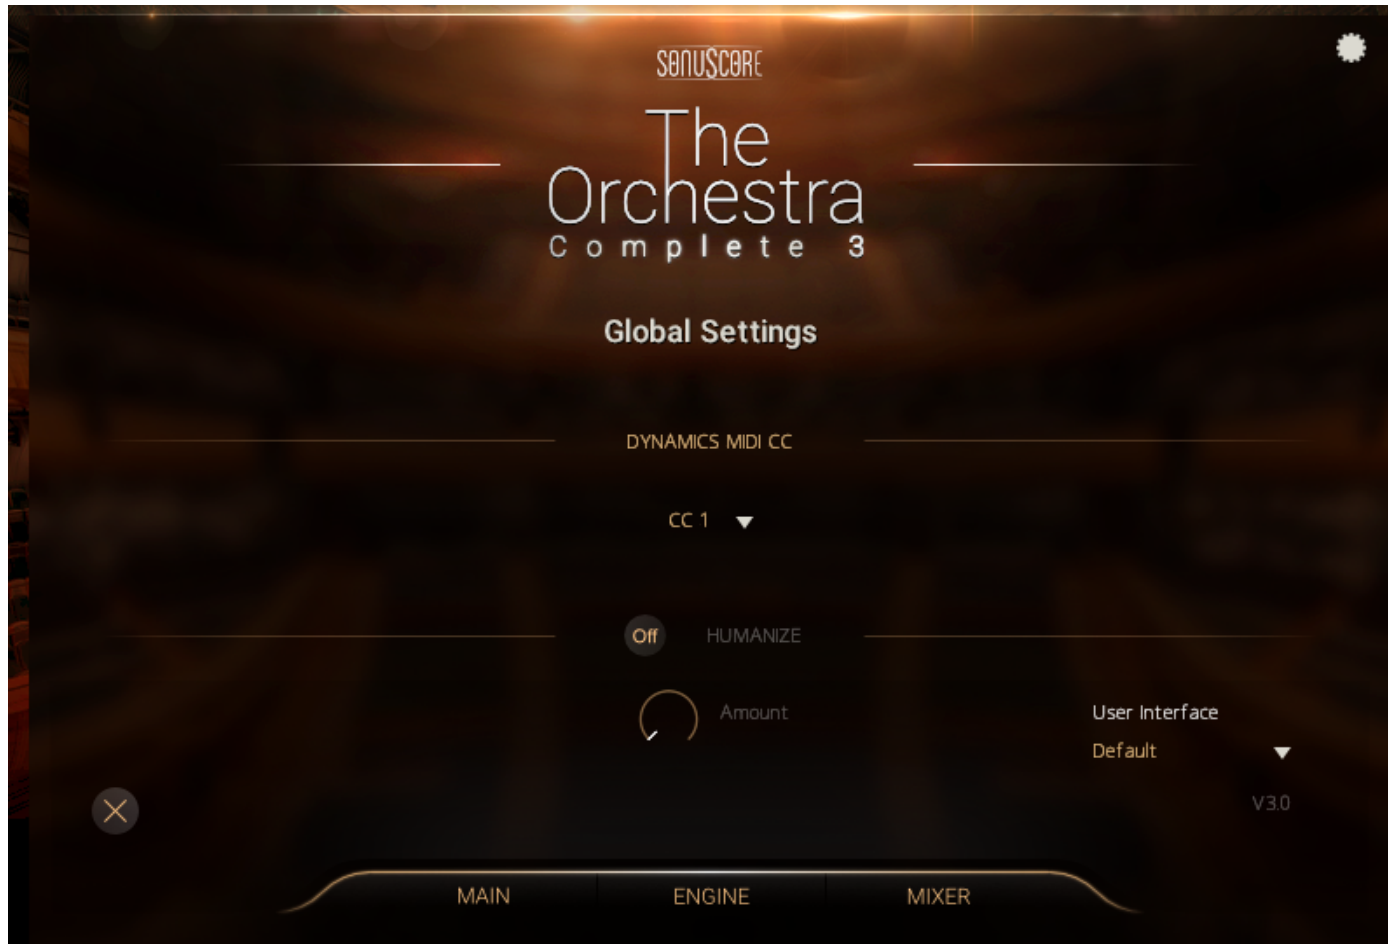 SONUSCORE
The
Orchestra
Complete 3
Global Settings
DYNAMICS MIDI CC
CC 1
Off HUMANIZE
Amount
User Interface
Default
V3.0
MAIN ENGINE MIXER